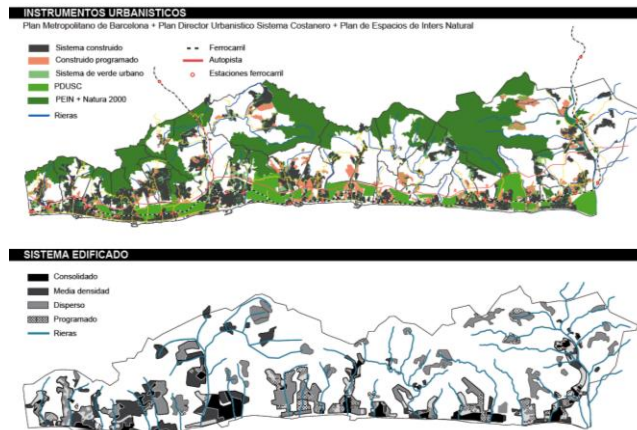 INSTRUMENTOS URBANISTICOS
Plan Metropolitano de Barcelona + Plan Director Urbanistico Sistema Costanero + Plan de Espacios de Inters Natural
Sistema construido
Construido programado
Sistema de verde urbano
PDUSC
PEIN + Natura 2000
Rieras
Ferrocarril
Autopista
Estaciones ferrocarril
SISTEMA EDIFICADO
Consolidado
Media densidad
Disperso
Programado
Rieras